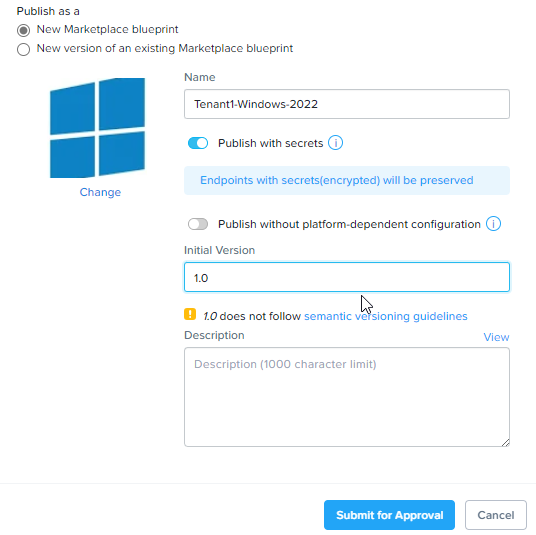 Publish as a
New Marketplace blueprint
New version of an existing Marketplace blueprint
Name
Tenant1-Windows-2022
Publish with secrets
Endpoints with secrets(encrypted) will be preserved
Change
Publish without platform-dependent configuration
Initial Version
1.0
1.0 does not follow semantic versioning guidelines
Description
View
Description (1000 character limit)
Submit for Approval
Cancel